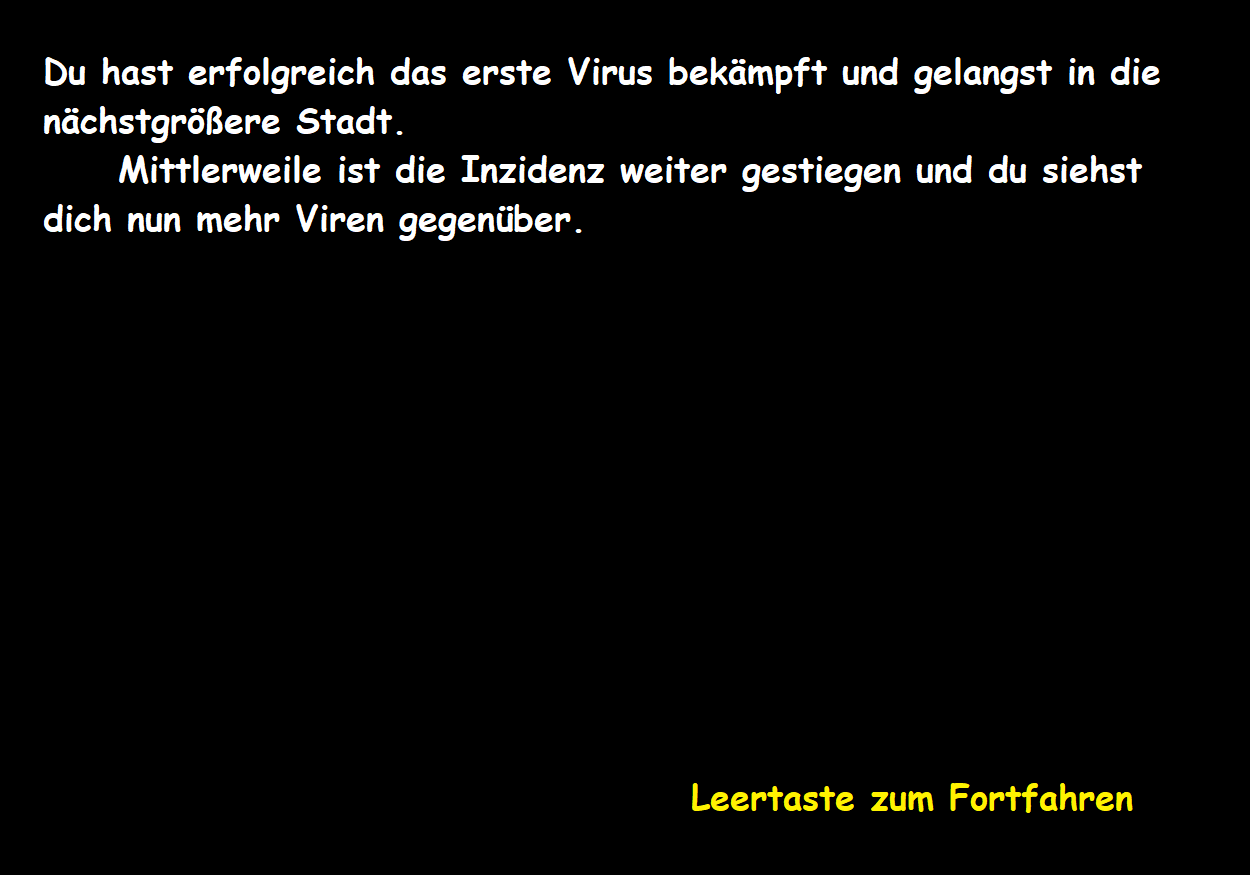 Du hast erfolgreich das erste Virus bekämpft und gelangst in die
nächstgrößere Stadt.
Mittlerweile ist die Inzidenz weiter gestiegen und du siehst
dich nun mehr Viren gegenüber.
Leertaste zum Fortfahren